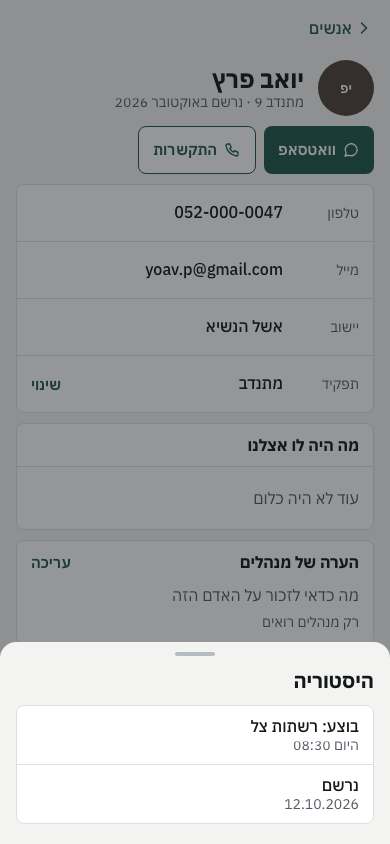 אנשים
יפ
יואב פרץ
מתנדב 9 · נרשם באוקטובר 2026
וואטסאפ
התקשרות
טלפון 052-000-0047
מייל yoav.p@gmail.com
יישוב אשל הנשיא
תפקיד מתנדב שינוי
מה היה לו אצלנו
עוד לא היה כלום
הערה של מנהלים עריכה
מה כדאי לזכור על האדם הזה
רק מנהלים רואים
היסטוריה
בוצע: רשתות צל
היום 08:30
נרשם
12.10.2026